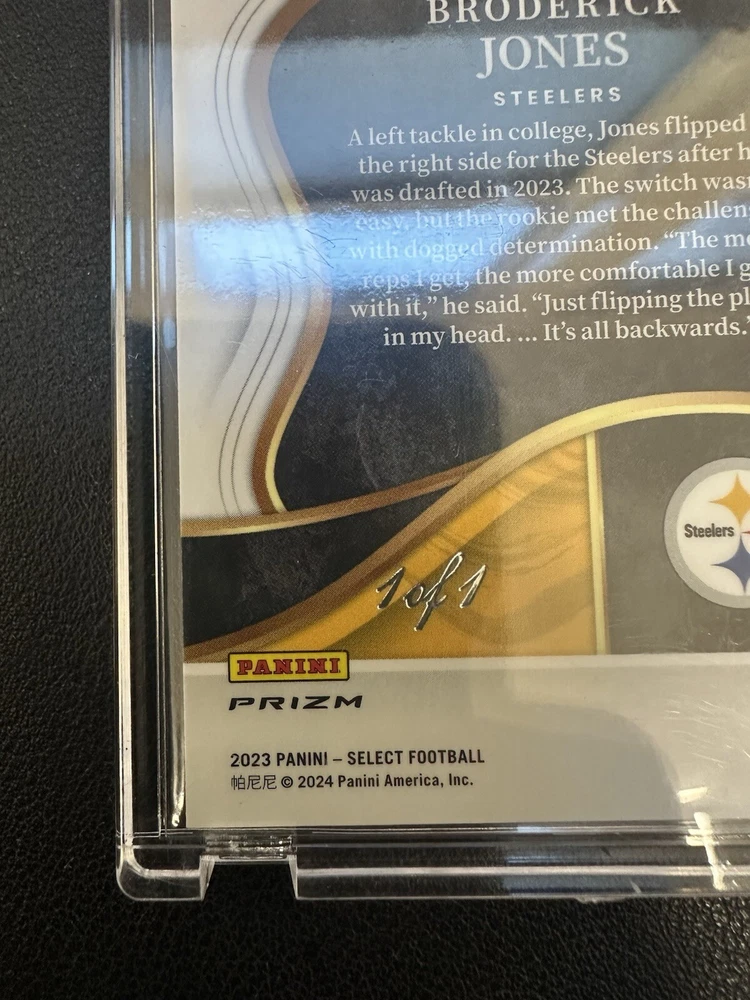 BRODERICK
JONES
STEELERS
A left tackle in college, Jones flipped
the right side for the Steelers after h
was drafted in 2023. The switch wasn
easy, but the rookie met the challen
with dogged determination. “The mo
reps I get, the more comfortable I g
with it,” he said. “Just flipping the pl
in my head. ... It’s all backwards.”
Steelers
1 of 1
PANINI
PRIZM
2023 PANINI – SELECT FOOTBALL
帕尼尼 © 2024 Panini America, Inc.